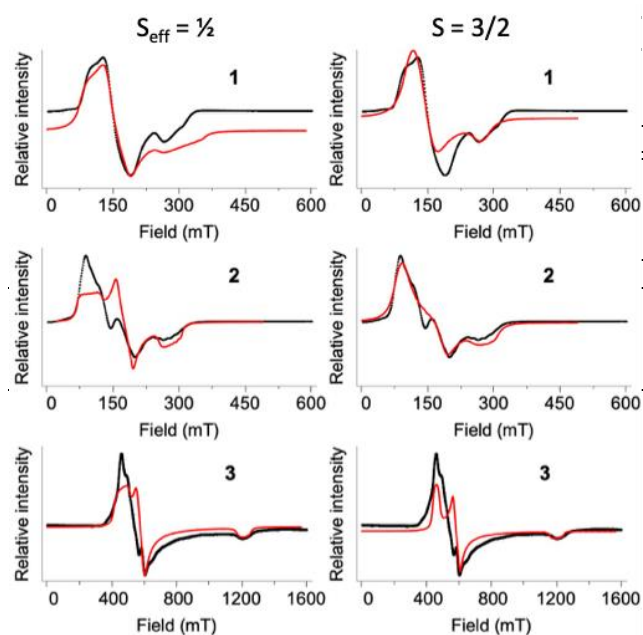 S_eff = ½
S = 3/2
Relative intensity
1
0 150 300 450 600
Field (mT)
Relative intensity
1
0 150 300 450 600
Field (mT)
Relative intensity
2
0 150 300 450 600
Field (mT)
Relative intensity
2
0 150 300 450 600
Field (mT)
Relative intensity
3
0 400 800 1200 1600
Field (mT)
Relative intensity
3
0 400 800 1200 1600
Field (mT)